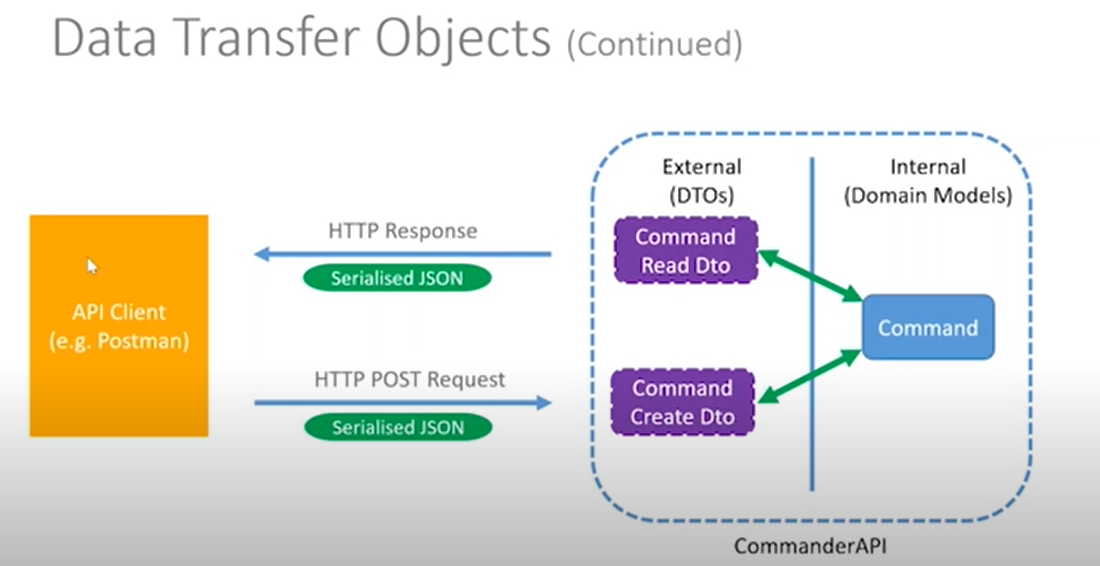 Data Transfer Objects (Continued)
External
(DTOs)
Internal
(Domain Models)
HTTP Response
Serialised JSON
Command
Read Dto
API Client
(e.g. Postman)
Command
HTTP POST Request
Serialised JSON
Command
Create Dto
CommanderAPI